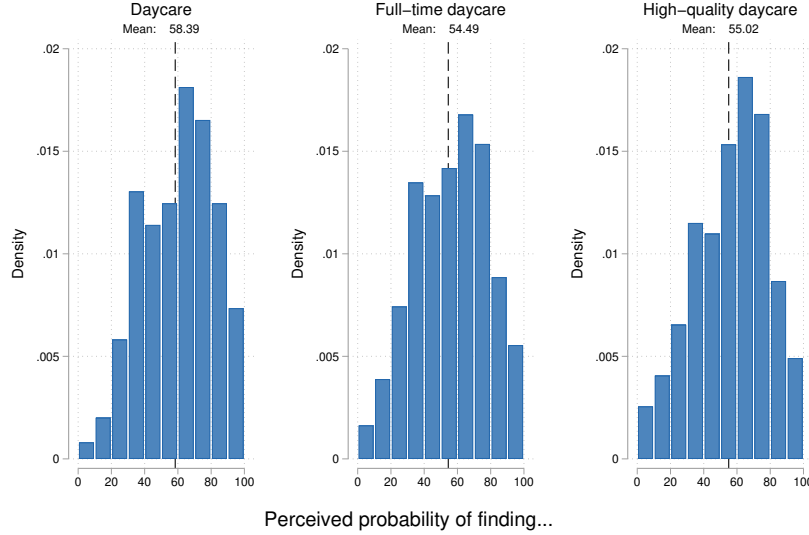 Daycare
Mean: 58.39
Density
.02
.015
.01
.005
0
0 20 40 60 80 100
Full-time daycare
Mean: 54.49
Density
.02
.015
.01
.005
0
0 20 40 60 80 100
High-quality daycare
Mean: 55.02
Density
.02
.015
.01
.005
0
0 20 40 60 80 100
Perceived probability of finding...